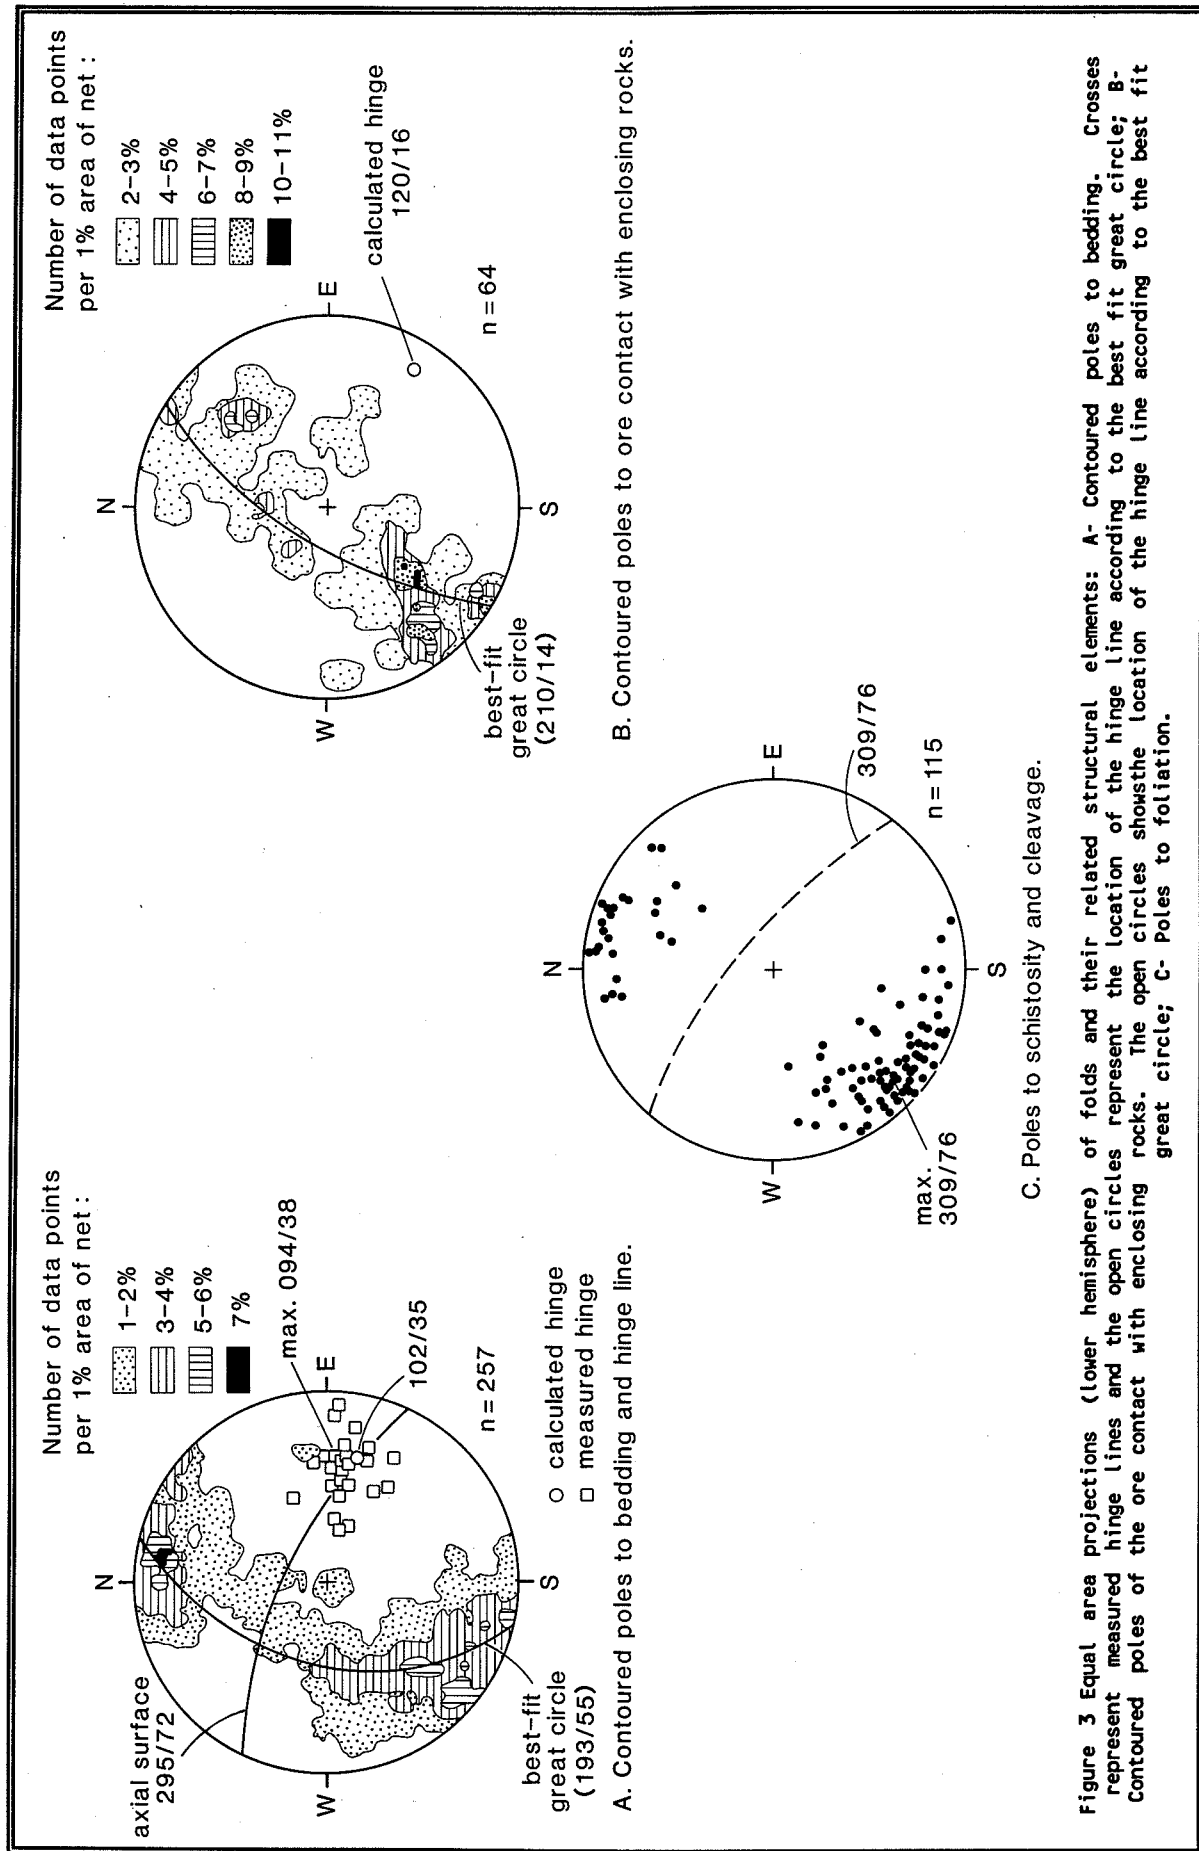 Number of data points
per 1% area of net :
1–2%
3–4%
5–6%
7%
axial surface
295/72
N
E
S
W
max. 094/38
102/35
n = 257
best–fit
great circle
(193/55)
○ calculated hinge
□ measured hinge
A. Contoured poles to bedding and hinge line.
Number of data points
per 1% area of net :
2–3%
4–5%
6–7%
8–9%
10–11%
N
E
S
W
calculated hinge
120/16
n = 64
best–fit
great circle
(210/14)
B. Contoured poles to ore contact with enclosing rocks.
N
E
S
W
309/76
n = 115
max.
309/76
C. Poles to schistosity and cleavage.
Figure 3 Equal area projections (lower hemisphere) of folds and their related structural elements: A- Contoured poles to bedding. Crosses
represent measured hinge lines and the open circles represent the location of the hinge line according to the best fit great circle; B-
Contoured poles of the ore contact with enclosing rocks. The open circles showsthe location of the hinge line according to the best fit
great circle; C- Poles to foliation.